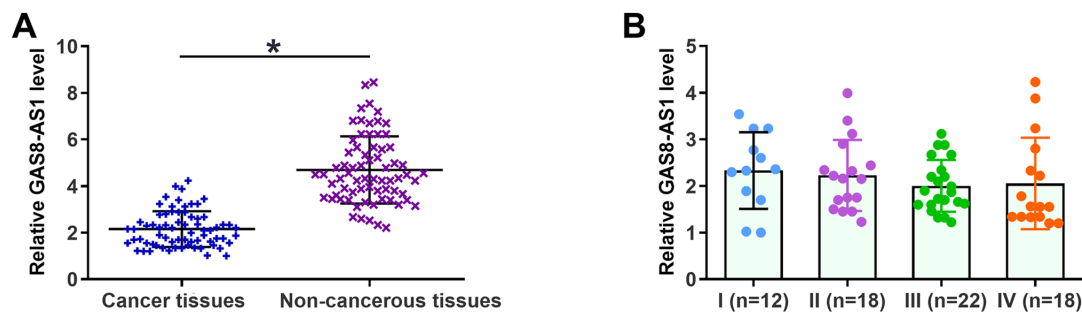 A
Relative GAS8-AS1 level
10
8
6
4
2
0
*
Cancer tissues
Non-cancerous tissues
B
Relative GAS8-AS1 level
5
4
3
2
1
0
I (n=12)
II (n=18)
III (n=22)
IV (n=18)